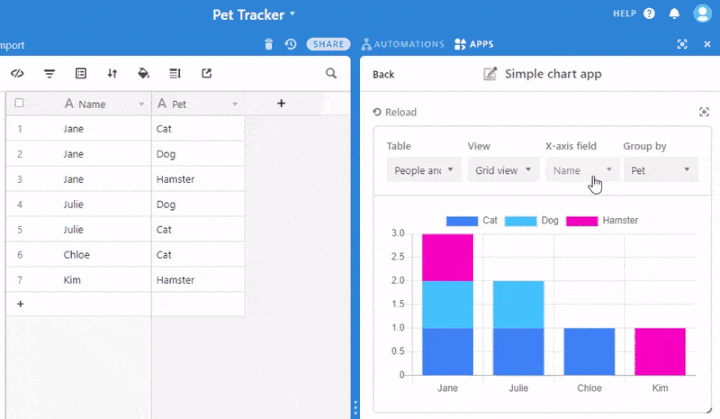 Pet Tracker
HELP
mport
SHARE
AUTOMATIONS
APPS
Back
Simple chart app
Reload
A Name
A Pet
1 Jane Cat
2 Jane Dog
3 Jane Hamster
4 Julie Dog
5 Julie Cat
6 Chloe Cat
7 Kim Hamster
Table View X-axis field Group by
People anc Grid view Name Pet
Cat Dog Hamster
3.0
2.5
2.0
1.5
1.0
0.5
0
Jane Julie Chloe Kim